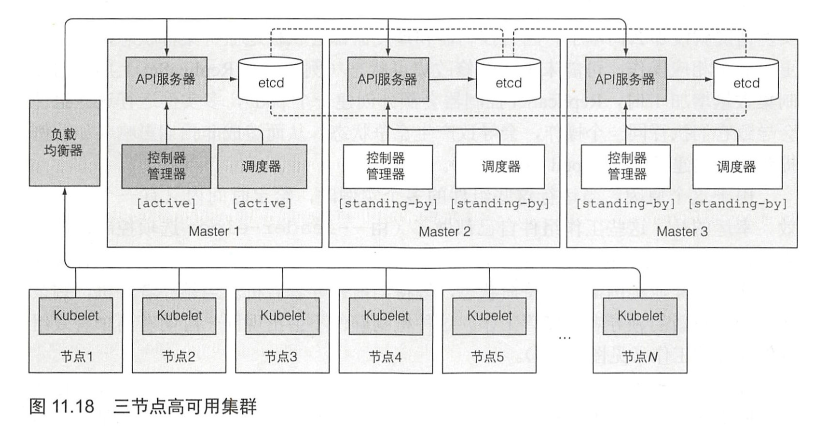 API服务器
etcd
API服务器
etcd
API服务器
etcd
负载
均衡器
控制器
管理器
调度器
控制器
管理器
调度器
控制器
管理器
调度器
[active]
[active]
[standing-by]
[standing-by]
[standing-by]
[standing-by]
Master 1
Master 2
Master 3
Kubelet
Kubelet
Kubelet
Kubelet
Kubelet
...
Kubelet
节点1
节点2
节点3
节点4
节点5
节点N
图 11.18 三节点高可用集群